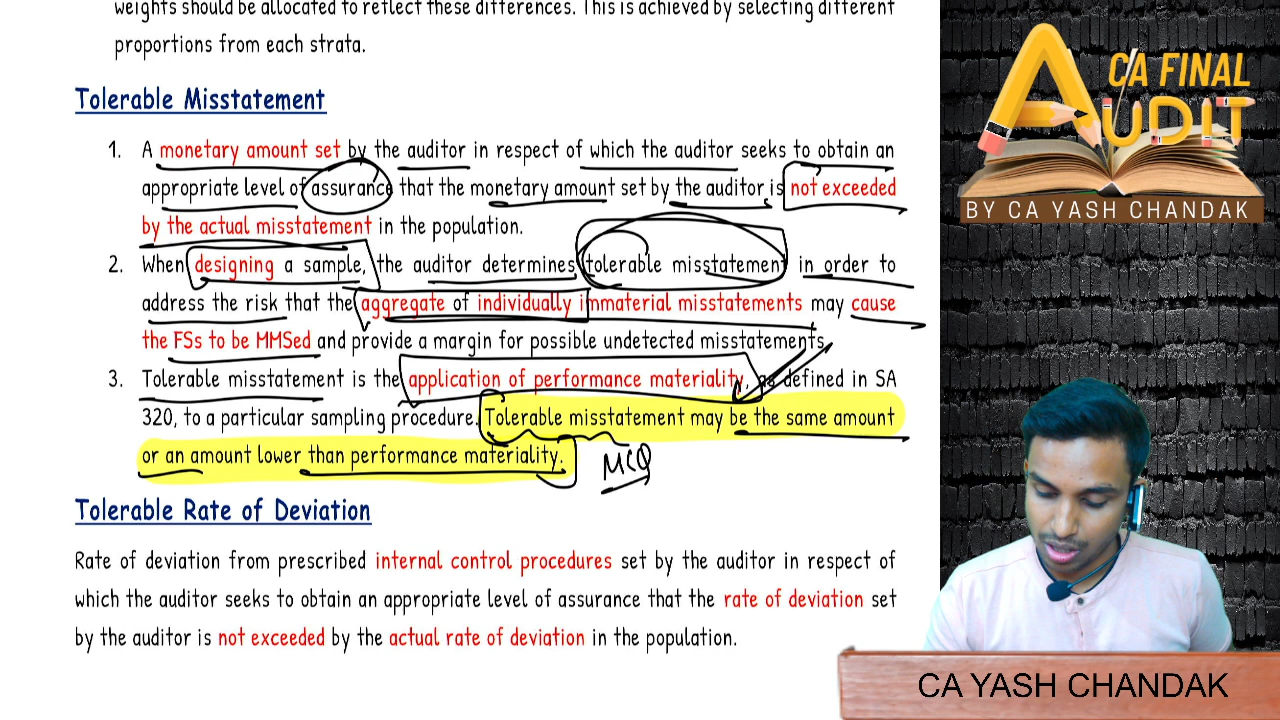 weights should be allocated to reflect these differences. This is achieved by selecting different
proportions from each strata.
Tolerable Misstatement
1. A monetary amount set by the auditor in respect of which the auditor seeks to obtain an
appropriate level of assurance that the monetary amount set by the auditor is not exceeded
by the actual misstatement in the population.
2. When designing a sample, the auditor determines tolerable misstatement in order to
address the risk that the aggregate of individually immaterial misstatements may cause
the FSs to be MMSed and provide a margin for possible undetected misstatements.
3. Tolerable misstatement is the application of performance materiality, as defined in SA
320, to a particular sampling procedure. Tolerable misstatement may be the same amount
or an amount lower than performance materiality.
MCQ
Tolerable Rate of Deviation
Rate of deviation from prescribed internal control procedures set by the auditor in respect of
which the auditor seeks to obtain an appropriate level of assurance that the rate of deviation set
by the auditor is not exceeded by the actual rate of deviation in the population.
CA FINAL
AUDIT
BY CA YASH CHANDAK
CA YASH CHANDAK